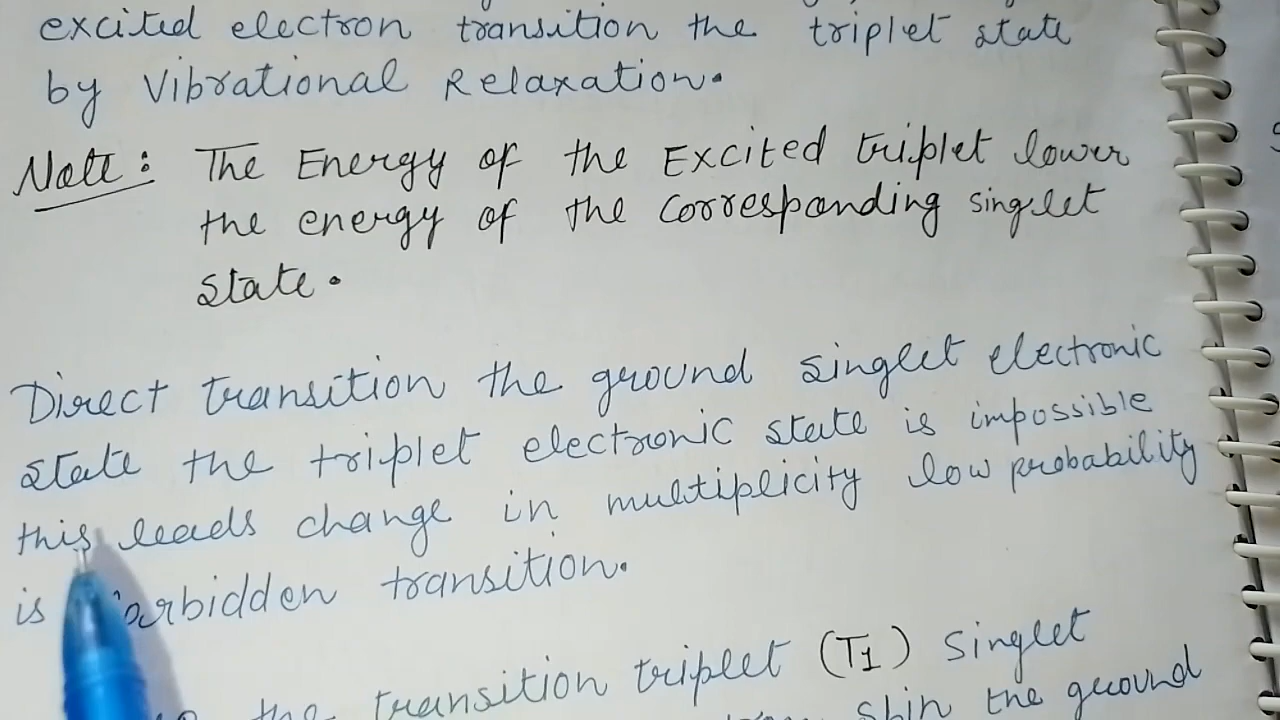 excited electron transition the triplet state
by Vibrational Relaxation.
Note: The Energy of the Excited triplet lower
the energy of the corresponding singlet
State.
Direct transition the ground singlet electronic
state the triplet electronic state is impossible
this leads change in multiplicity low probability
is forbidden transition.
the transition triplet (T1) Singlet
spin the ground